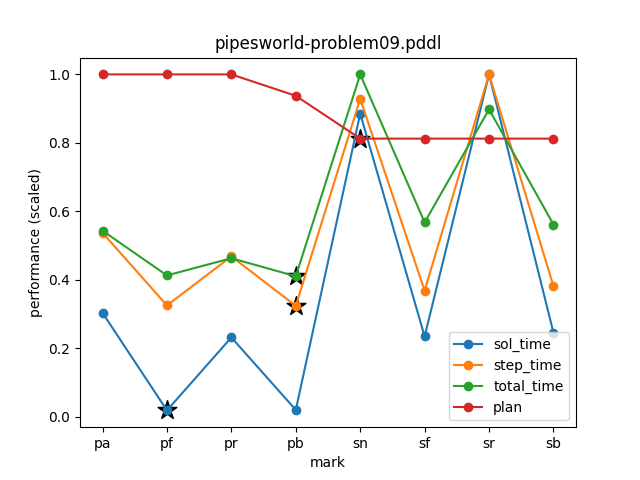 pipesworld-problem09.pddl
performance (scaled)
1.0
0.8
0.6
0.4
0.2
0.0
sol_time
step_time
total_time
plan
pa pf pr pb sn sf sr sb
mark